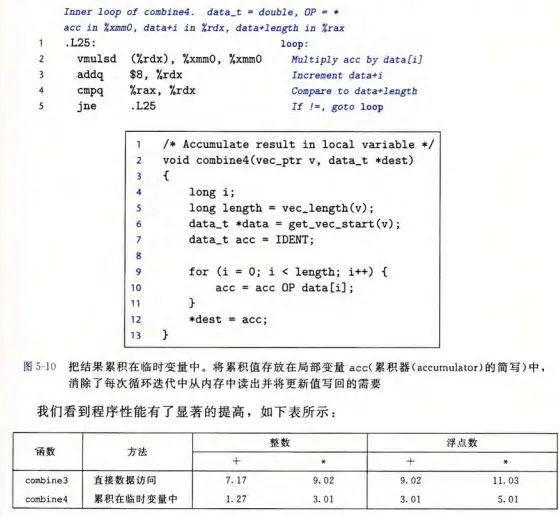 Inner loop of combine4. data_t = double, OP = *
acc in %xmm0, data+i in %rdx, data+length in %rax
1 .L25: loop:
2 vmulsd (%rdx), %xmm0, %xmm0 Multiply acc by data[i]
3 addq $8, %rdx Increment data+i
4 cmpq %rax, %rdx Compare to data+length
5 jne .L25 If !=, goto loop
1 /* Accumulate result in local variable */
2 void combine4(vec_ptr v, data_t *dest)
3 {
4 long i;
5 long length = vec_length(v);
6 data_t *data = get_vec_start(v);
7 data_t acc = IDENT;
8
9 for (i = 0; i < length; i++) {
10 acc = acc OP data[i];
11 }
12 *dest = acc;
13 }
图 5-10 把结果累积在临时变量中。将累积值存放在局部变量 acc(累积器(accumulator)的简写)中,
消除了每次循环迭代中从内存中读出并将更新值写回的需要
我们看到程序性能有了显著的提高,如下表所示:
函数 方法 整数 浮点数
+ * + *
combine3 直接数据访问 7.17 9.02 9.02 11.03
combine4 累积在临时变量中 1.27 3.01 3.01 5.01